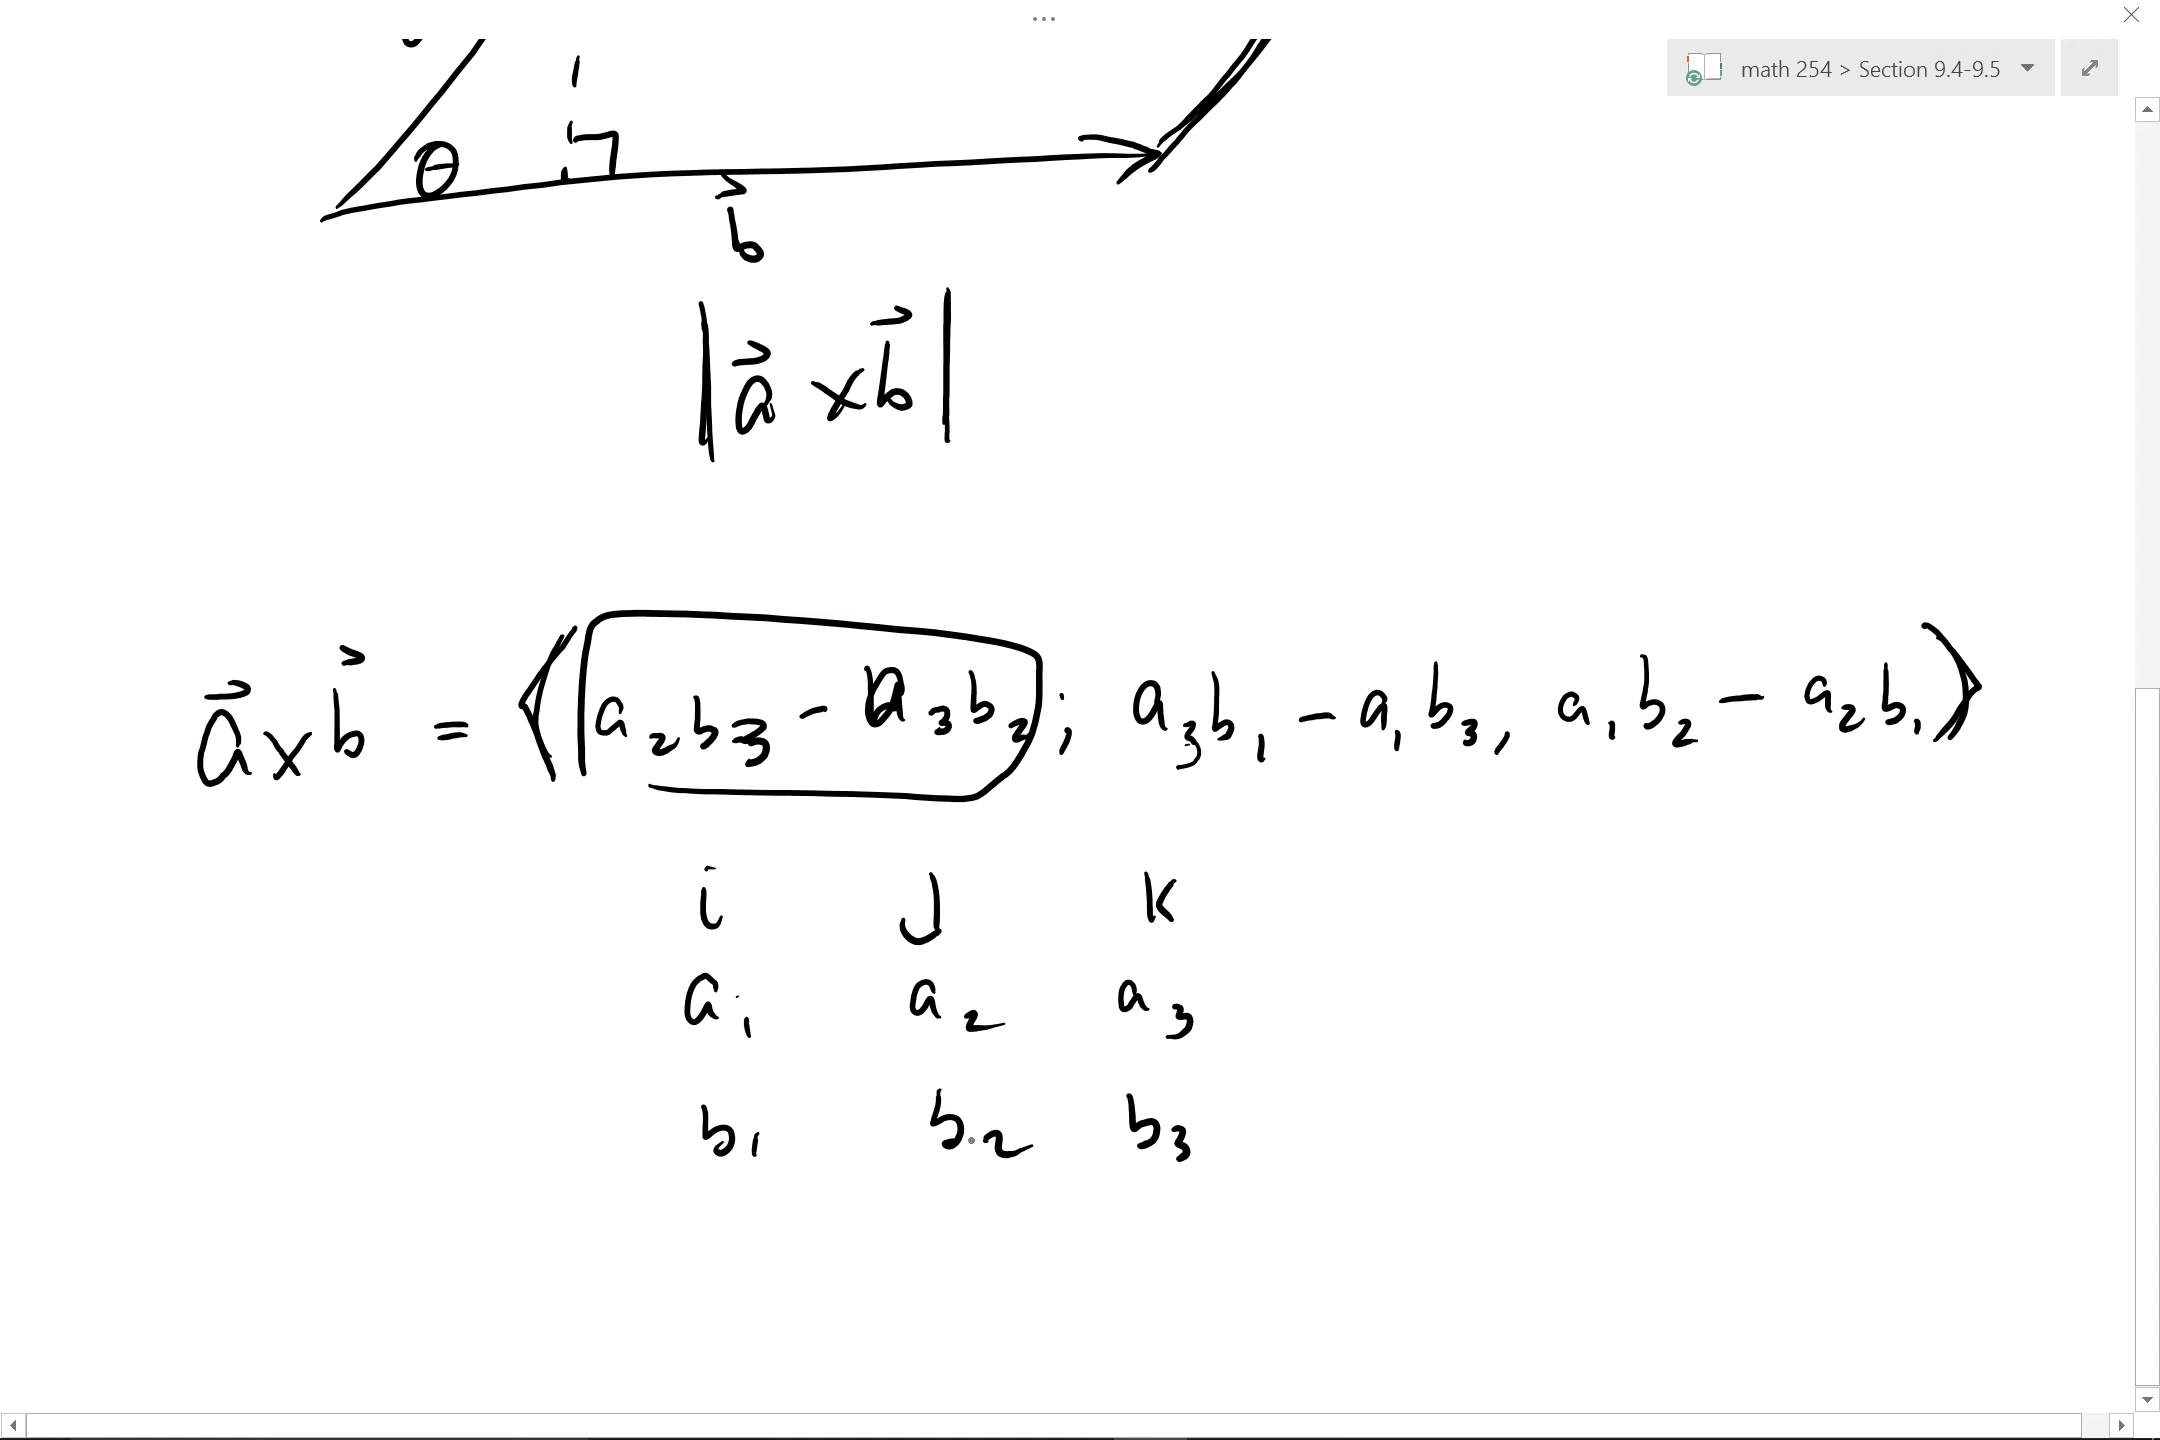 math 254 > Section 9.4-9.5
θ
b⃗
|a⃗ × b⃗|
a⃗ × b⃗ = ⟨a₂b₃ - a₃b₂; a₃b₁ - a₁b₃, a₁b₂ - a₂b₁⟩
i j k
a₁ a₂ a₃
b₁ b₂ b₃